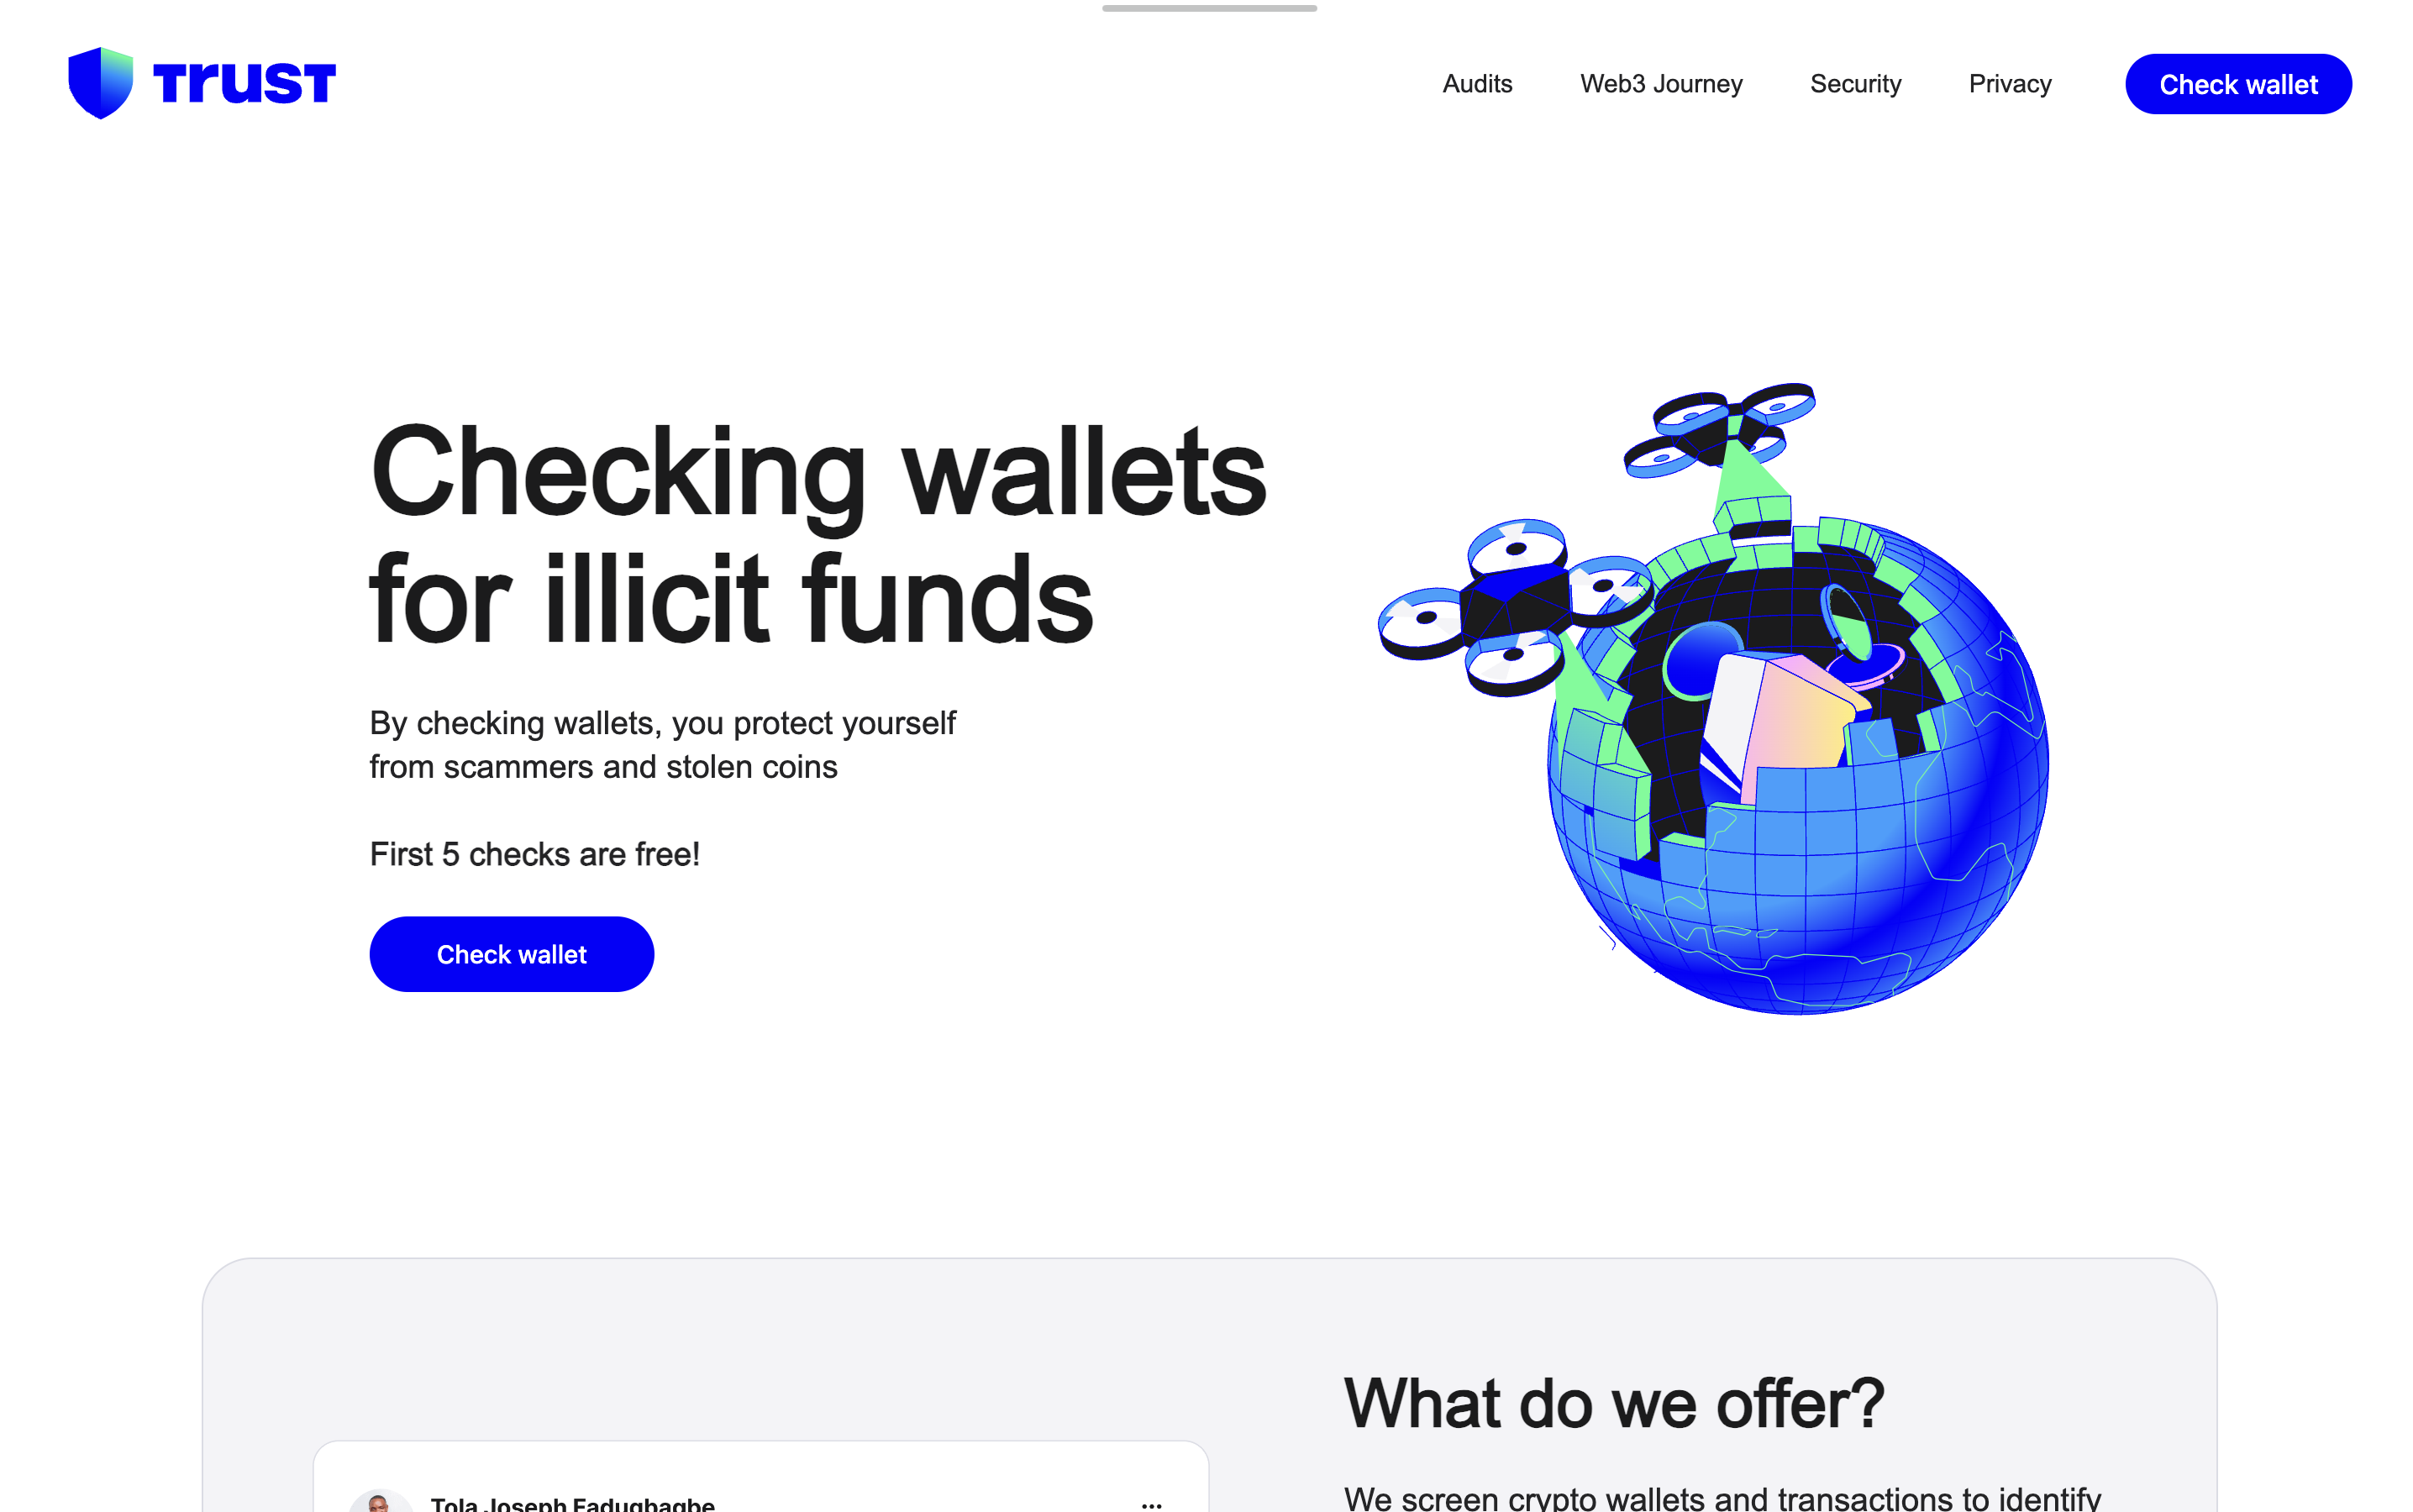 TRUST
Audits
Web3 Journey
Security
Privacy
Check wallet
Checking wallets
for illicit funds
By checking wallets, you protect yourself
from scammers and stolen coins
First 5 checks are free!
Check wallet
What do we offer?
Tola Joseph Fadugbagbe
We screen crypto wallets and transactions to identify